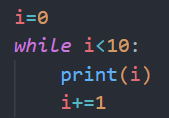 i=0
while i<10:
    print(i)
    i+=1